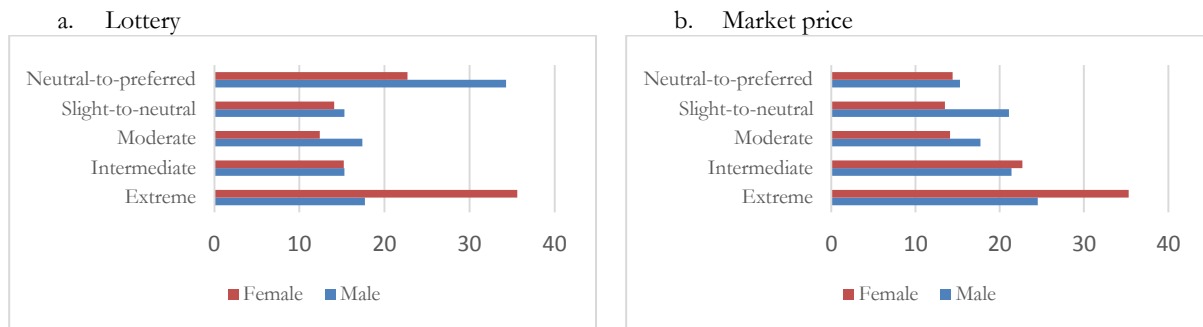 a. Lottery
Neutral-to-preferred
Slight-to-neutral
Moderate
Intermediate
Extreme
0 10 20 30 40
Female Male
b. Market price
Neutral-to-preferred
Slight-to-neutral
Moderate
Intermediate
Extreme
0 10 20 30 40
Female Male